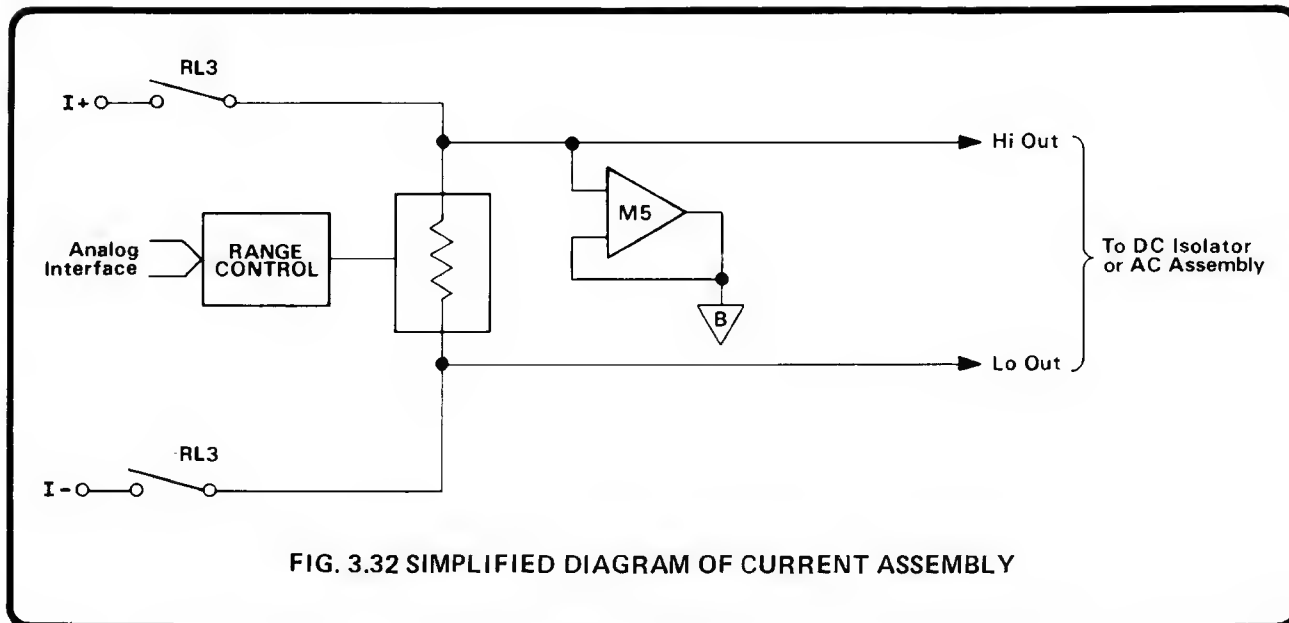 RL3
I+
Hi Out
M5
Analog
Interface
RANGE
CONTROL
To DC Isolator
or AC Assembly
B
Lo Out
RL3
I-
FIG. 3.32 SIMPLIFIED DIAGRAM OF CURRENT ASSEMBLY